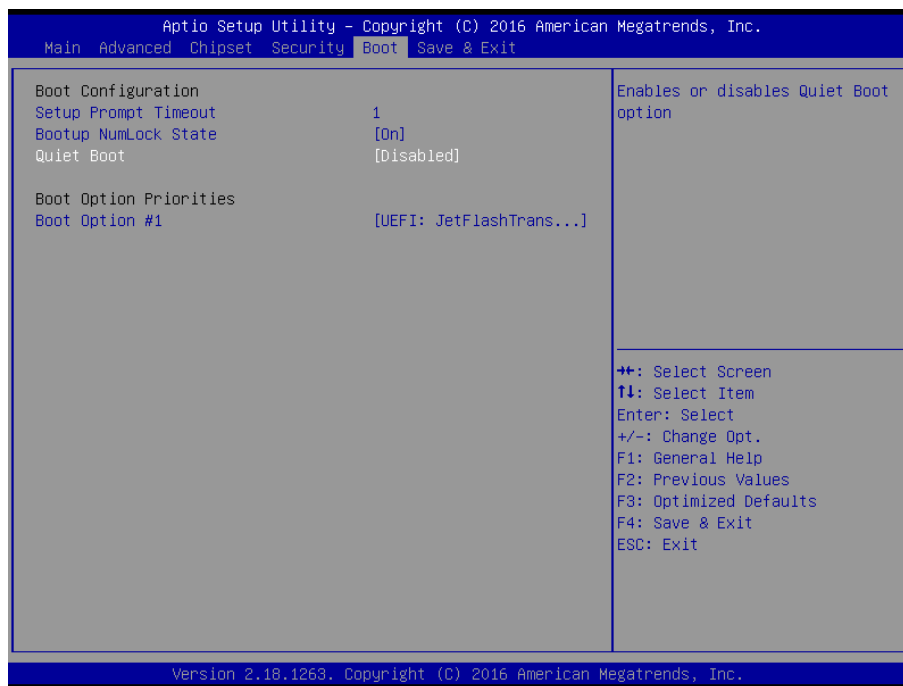 Aptio Setup Utility – Copyright (C) 2016 American Megatrends, Inc.
Main Advanced Chipset Security Boot Save & Exit
Boot Configuration
Setup Prompt Timeout 1
Bootup NumLock State [On]
Quiet Boot [Disabled]
Boot Option Priorities
Boot Option #1 [UEFI: JetFlashTrans...]
Enables or disables Quiet Boot
option
→←: Select Screen
↑↓: Select Item
Enter: Select
+/-: Change Opt.
F1: General Help
F2: Previous Values
F3: Optimized Defaults
F4: Save & Exit
ESC: Exit
Version 2.18.1263. Copyright (C) 2016 American Megatrends, Inc.